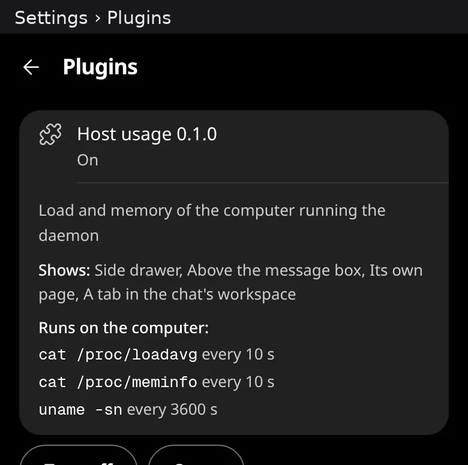 Settings › Plugins
← Plugins
Host usage 0.1.0
On
Load and memory of the computer running the
daemon
Shows: Side drawer, Above the message box, Its own
page, A tab in the chat's workspace
Runs on the computer:
cat /proc/loadavg every 10 s
cat /proc/meminfo every 10 s
uname -sn every 3600 s